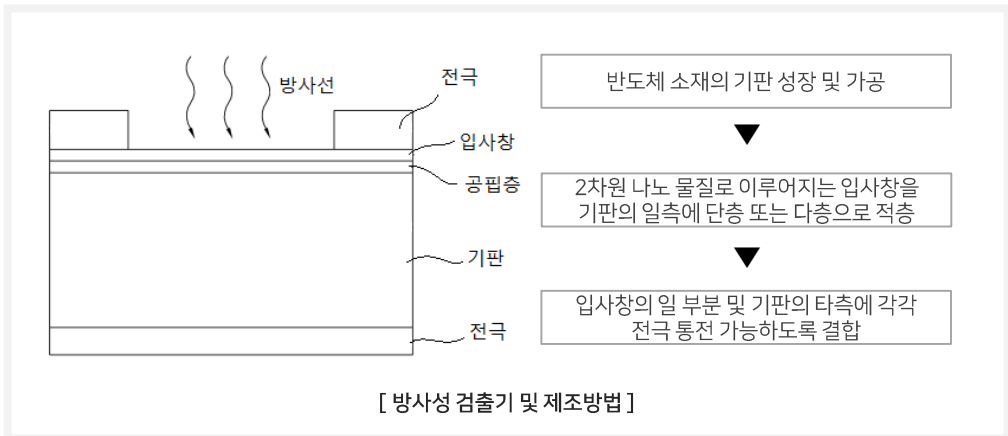 방사선
전극
입사창
공핍층
기판
전극
반도체 소재의 기판 성장 및 가공
2차원 나노 물질로 이루어지는 입사창을
기판의 일측에 단층 또는 다층으로 적층
입사창의 일 부분 및 기판의 타측에 각각
전극 통전 가능하도록 결합
[ 방사성 검출기 및 제조방법 ]